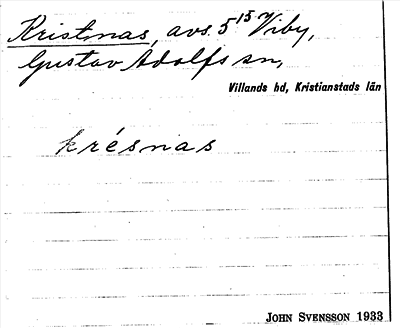 Kristnas, avs. 5 15 Viby,
Gustav Adolfs sn,
Villands hd, Kristianstads län
krésnas
JOHN SVENSSON 1933